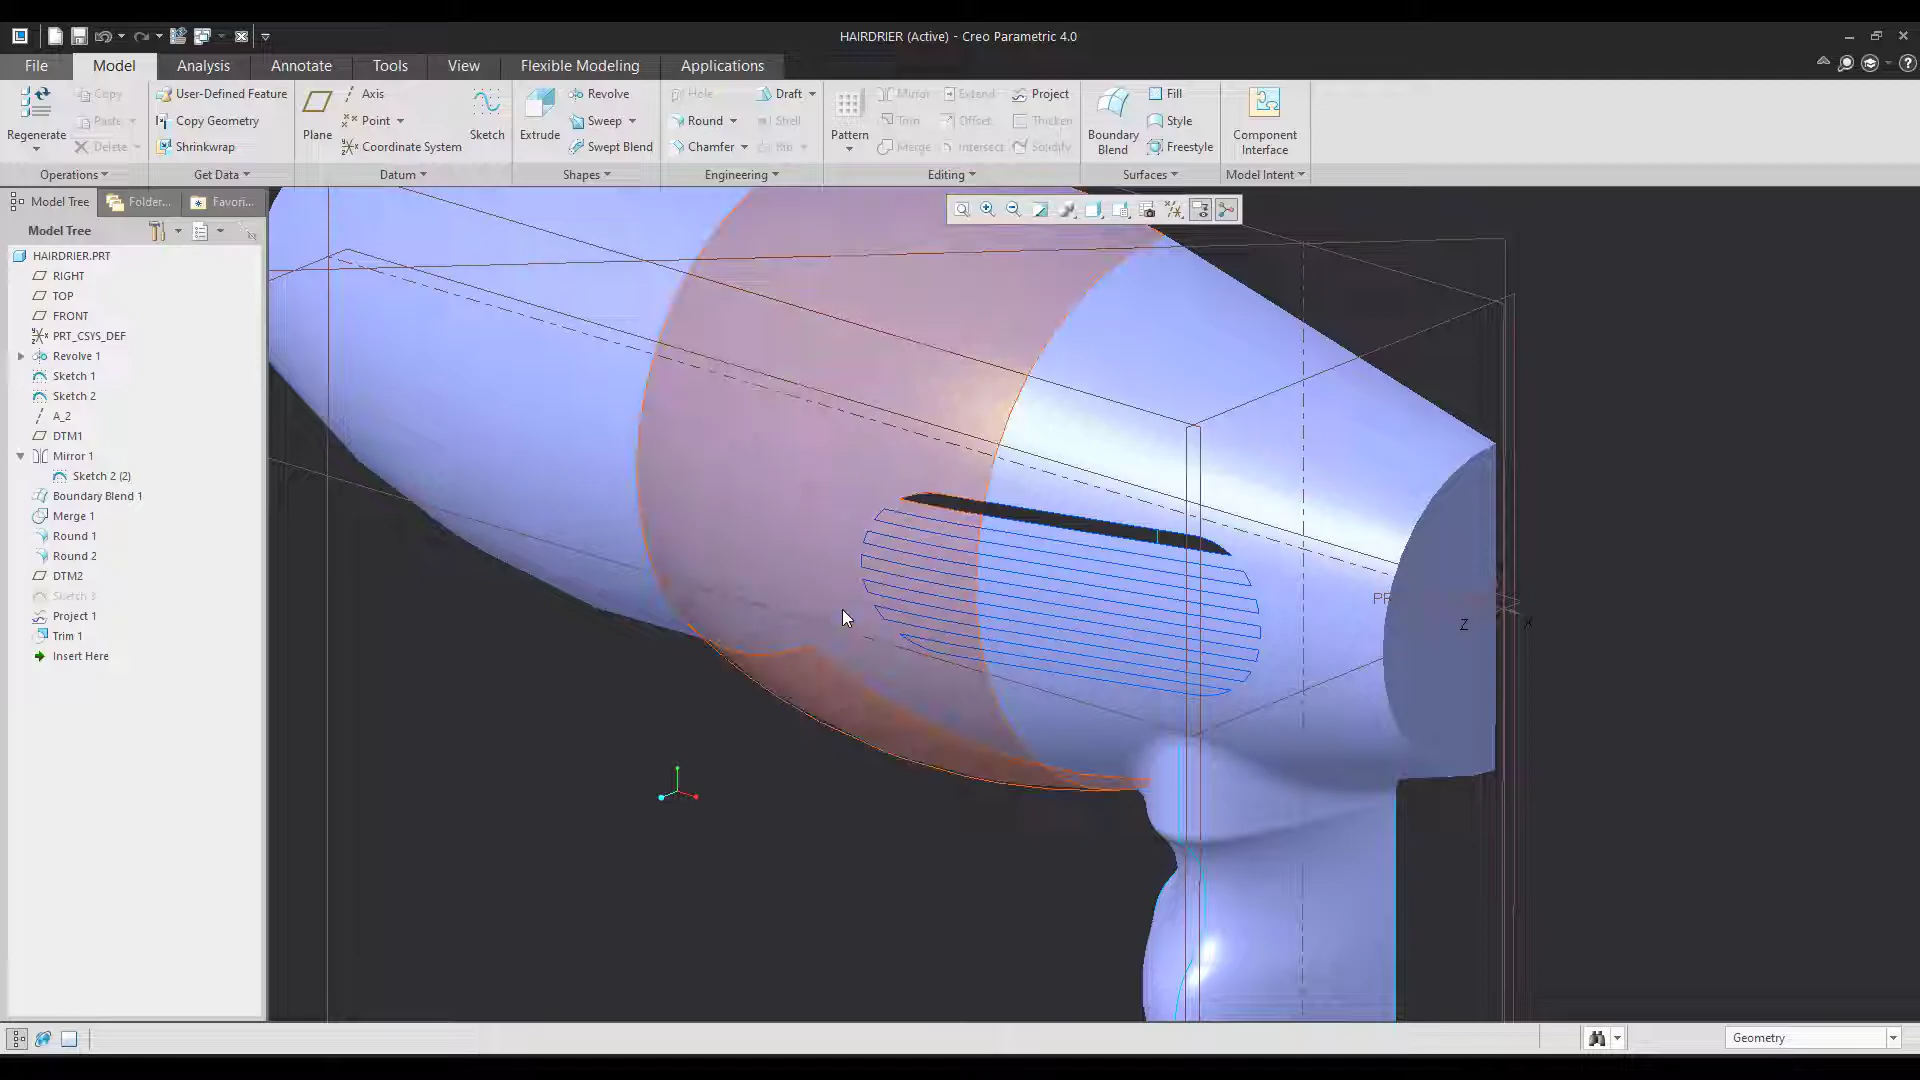 HAIRDRIER (Active) - Creo Parametric 4.0
File Model Analysis Annotate Tools View Flexible Modeling Applications
Regenerate
Copy
Paste
Delete
User-Defined Feature
Copy Geometry
Shrinkwrap
Plane
Axis
Point
Coordinate System
Sketch
Extrude
Revolve
Sweep
Swept Blend
Hole
Round
Chamfer
Draft
Shell
Rib
Pattern
Mirror
Trim
Merge
Extend
Offset
Intersect
Project
Thicken
Solidify
Boundary
Blend
Fill
Style
Freestyle
Component
Interface
Operations Get Data Datum Shapes Engineering Editing Surfaces Model Intent
Model Tree Folder... Favori...
Model Tree
HAIRDRIER.PRT
RIGHT
TOP
FRONT
PRT_CSYS_DEF
Revolve 1
Sketch 1
Sketch 2
A_2
DTM1
Mirror 1
Sketch 2 (2)
Boundary Blend 1
Merge 1
Round 1
Round 2
DTM2
Sketch 3
Project 1
Trim 1
Insert Here
PR
Z
X
Geometry